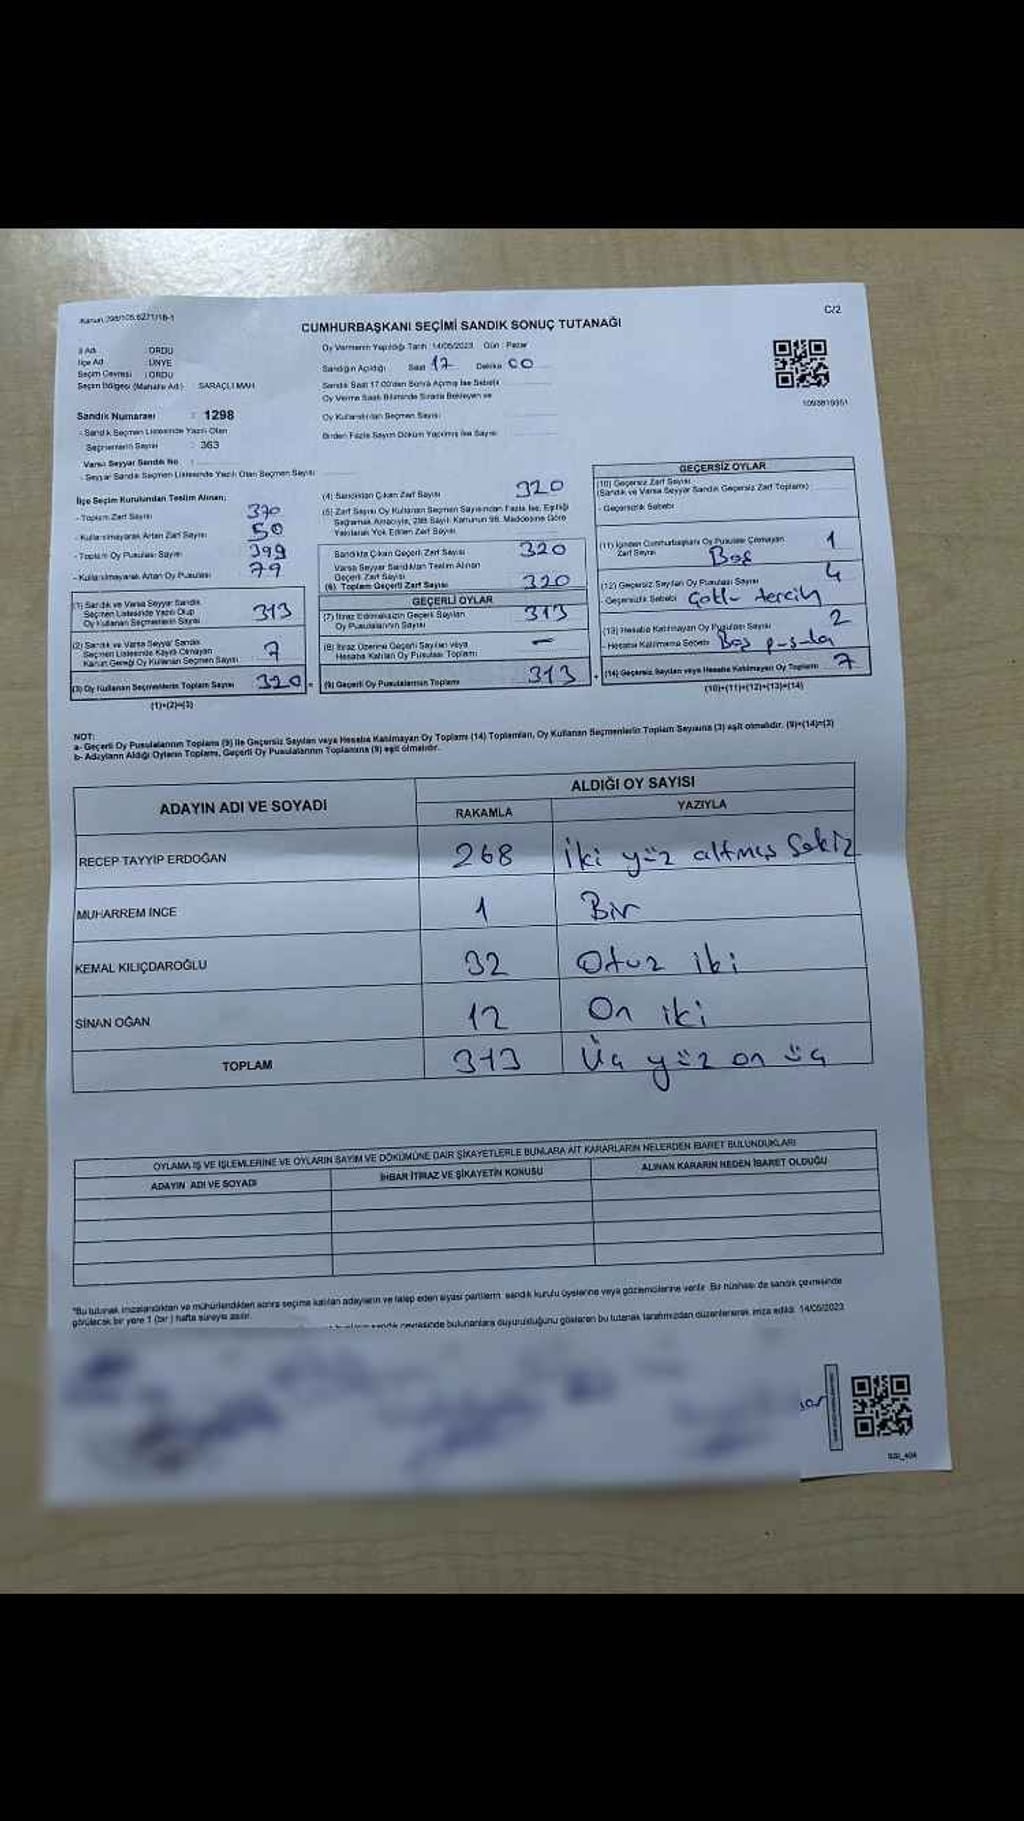 Kanun 298/105,6271/18-1
C/2
CUMHURBAŞKANI SEÇİMİ SANDIK SONUÇ TUTANAĞI
İl Adı : ORDU
İlçe Adı : ÜNYE
Seçim Çevresi : ORDU
Seçim Bölgesi (Mahalle Ad.) SARAÇLI MAH
Sandık Numarası : 1298
- Sandık Seçmen Listesinde Yazılı Olan
Seçmenlerin Sayısı : 363
Varsa Seyyar Sandık No :
- Seyyar Sandık Seçmen Listesinde Yazılı Olan Seçmen Sayısı
Oy Vermenin Yapıldığı Tarih : 14/05/2023 Gün : Pazar
Sandığın Açıldığı Saat 17 Dakika 00
Sandık Saat 17.00'den Sonra Açılmış İse Sebebi
Oy Verme Saati Bitiminde Sırada Bekleyen ve
Oy Kullandırılan Seçmen Sayısı
Birden Fazla Sayım Döküm Yapılmış İse Sayısı
1093819351
İlçe Seçim Kurulundan Teslim Alınan;
- Toplam Zarf Sayısı 370
- Kullanılmayarak Artan Zarf Sayısı 50
- Toplam Oy Pusulası Sayısı 399
- Kullanılmayarak Artan Oy Pusulası 79
(1) Sandık ve Varsa Seyyar Sandık
Seçmen Listesinde Yazılı Olup
Oy Kullanan Seçmenlerin Sayısı 313
(2) Sandık ve Varsa Seyyar Sandık
Seçmen Listesinde Kayıtlı Olmayan
Kanun Gereği Oy Kullanan Seçmen Sayısı 7
(3) Oy Kullanan Seçmenlerin Toplam Sayısı 320 =
(1)+(2)=(3)
(4) Sandıktan Çıkan Zarf Sayısı 320
(5) Zarf Sayısı Oy Kullanan Seçmen Sayısından Fazla İse, Eşitliği
Sağlamak Amacıyla, 298 Sayılı Kanunun 98. Maddesine Göre
Yakılarak Yok Edilen Zarf Sayısı
Sandıkta Çıkan Geçerli Zarf Sayısı 320
Varsa Seyyar Sandıktan Teslim Alınan
Geçerli Zarf Sayısı
(6) Toplam Geçerli Zarf Sayısı 320
GEÇERLİ OYLAR
(7) İtiraz Edilmeksizin Geçerli Sayılan
Oy Pusulalarının Sayısı 313
(8) İtiraz Üzerine Geçerli Sayılan veya
Hesaba Katılan Oy Pusulası Toplamı —
(9) Geçerli Oy Pusulalarının Toplamı 313 +
GEÇERSİZ OYLAR
(10) Geçersiz Zarf Sayısı
(Sandık ve Varsa Seyyar Sandık Geçersiz Zarf Toplamı)
- Geçersizlik Sebebi
(11) İçinden Cumhurbaşkanı Oy Pusulası Çıkmayan
Zarf Sayısı Boş 1
(12) Geçersiz Sayılan Oy Pusulası Sayısı 4
- Geçersizlik Sebebi Çoklu tercih
(13) Hesaba Katılmayan Oy Pusulası Sayısı 2
- Hesaba Katılmama Sebebi Boş pusula
(14) Geçersiz Sayılan veya Hesaba Katılmayan Oy Toplamı 7
(10)+(11)+(12)+(13)=(14)
NOT:
a- Geçerli Oy Pusulalarının Toplamı (9) ile Geçersiz Sayılan veya Hesaba Katılmayan Oy Toplamı (14) Toplamları, Oy Kullanan Seçmenlerin Toplam Sayısına (3) eşit olmalıdır. (9)+(14)=(3)
b- Adayların Aldığı Oyların Toplamı, Geçerli Oy Pusulalarının Toplamına (9) eşit olmalıdır.
ADAYIN ADI VE SOYADI
ALDIĞI OY SAYISI
RAKAMLA YAZIYLA
RECEP TAYYİP ERDOĞAN 268 İki yüz altmış Sekiz
MUHARREM İNCE 1 Bir
KEMAL KILIÇDAROĞLU 32 Otuz iki
SİNAN OĞAN 12 On iki
TOPLAM 313 Üç yüz on üç
OYLAMA İŞ VE İŞLEMLERİNE VE OYLARIN SAYIM VE DÖKÜMÜNE DAİR ŞİKAYETLERLE BUNLARA AİT KARARLARIN NELERDEN İBARET BULUNDUKLARI
ADAYIN ADI VE SOYADI İHBAR İTİRAZ VE ŞİKAYETİN KONUSU ALINAN KARARIN NEDEN İBARET OLDUĞU
"Bu tutanak imzalandıktan ve mühürlendikten sonra seçime katılan adayların ve talep eden siyasi partilerin sandık kurulu üyelerine veya gözlemcilerine verilir. Bir nüshası da sandık çevresinde
görülecek bir yere 1 (bir) hafta süreyle asılır.
sandık çevresinde bulunanlara duyurulduğunu gösteren bu tutanak tarafımızdan düzenlenerek imza edildi. 14/05/2023